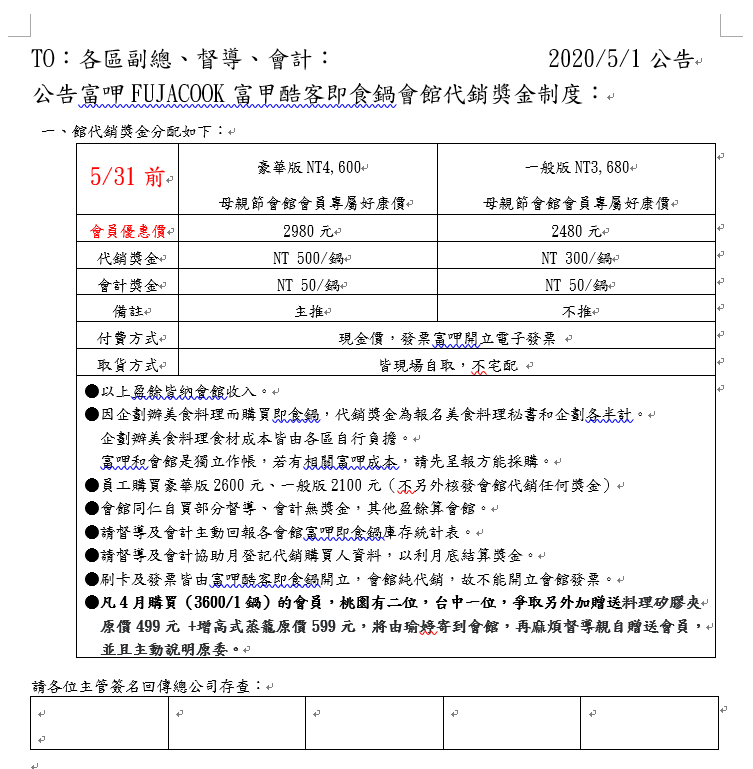 TO：各區副總、督導、會計： 2020/5/1 公告
公告富呷 FUJACOOK 富甲酷客即食鍋會館代銷獎金制度：
一、館代銷獎金分配如下：
5/31 前 豪華版 NT4,600 一般版 NT3,680
母親節會館會員專屬好康價 母親節會館會員專屬好康價
會員優惠價 2980 元 2480 元
代銷獎金 NT 500/鍋 NT 300/鍋
會計獎金 NT 50/鍋 NT 50/鍋
備註 主推 不推
付費方式 現金價，發票富呷開立電子發票
取貨方式 皆現場自取，不宅配
●以上盈餘皆納會館收入。
●因企劃辦美食料理而購買即食鍋，代銷獎金為報名美食料理秘書和企劃各半計。
企劃辦美食料理食材成本皆由各區自行負擔。
富呷和會館是獨立作帳，若有相關富呷成本，請先呈報方能採購。
●員工購買豪華版 2600 元、一般版 2100 元（不另外核發會館代銷任何獎金）
●會館同仁自買部分督導、會計無獎金，其他盈餘算會館。
●請督導及會計主動回報各會館富呷即食鍋庫存統計表。
●請督導及會計協助月登記代銷購買人資料，以利月底結算獎金。
●刷卡及發票皆由富呷酷客即食鍋開立，會館純代銷，故不能開立會館發票。
●凡 4 月購買（3600/1 鍋）的會員，桃園有二位，台中一位，爭取另外加贈送料理矽膠夾
原價 499 元 +增高式蒸籠原價 599 元，將由瑜婷寄到會館，再麻煩督導親自贈送會員，
並且主動說明原委。
請各位主管簽名回傳總公司存查：